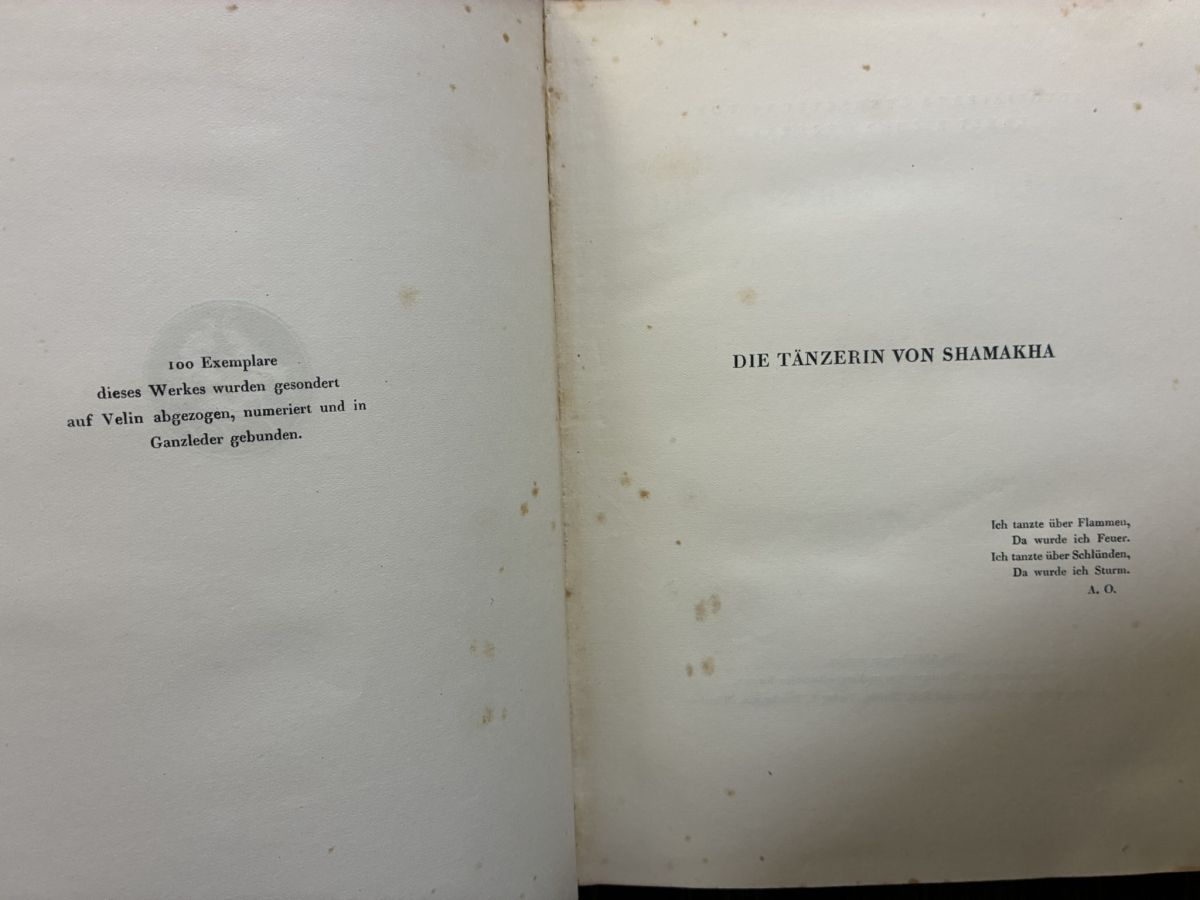 100 Exemplare
dieses Werkes wurden gesondert
auf Velin abgezogen, numeriert und in
Ganzleder gebunden.
DIE TÄNZERIN VON SHAMAKHA
Ich tanzte über Flammen,
Da wurde ich Feuer.
Ich tanzte über Schlünden,
Da wurde ich Sturm.
A. O.